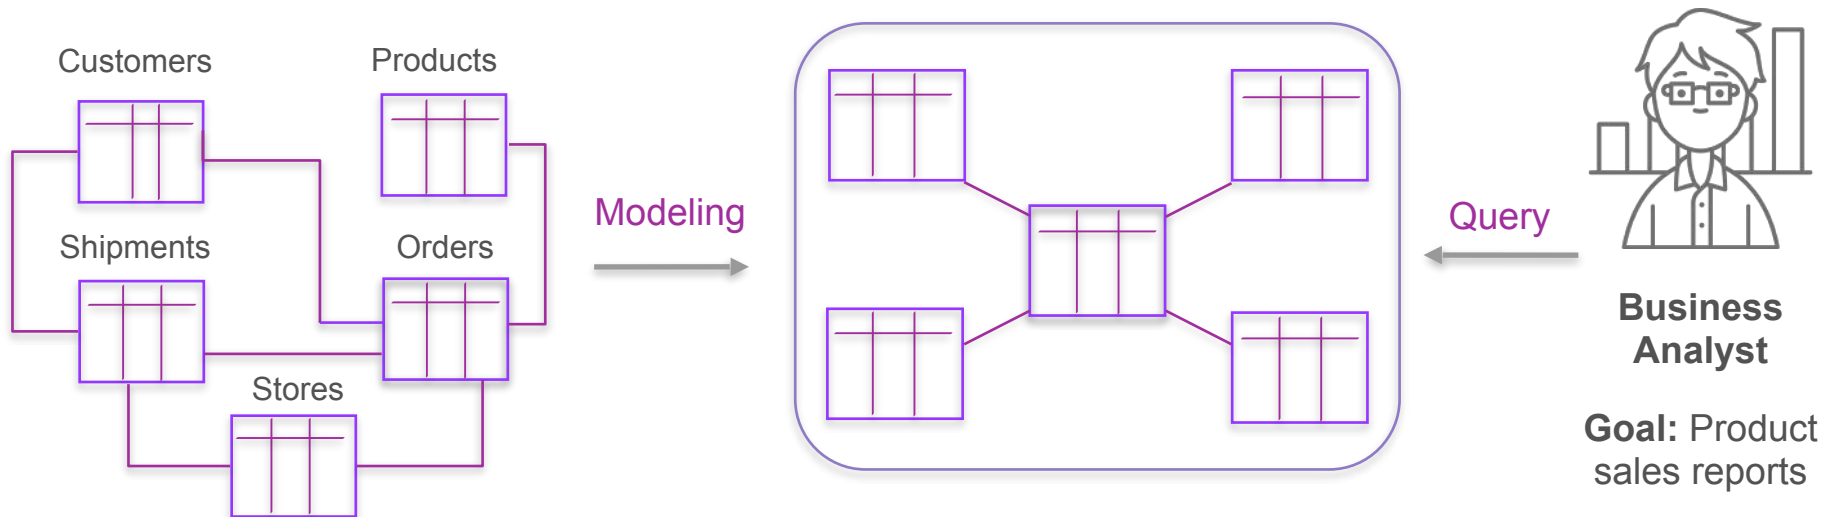 Customers
Products
Shipments
Orders
Stores
Modeling
Query
Business
Analyst
Goal: Product
sales reports